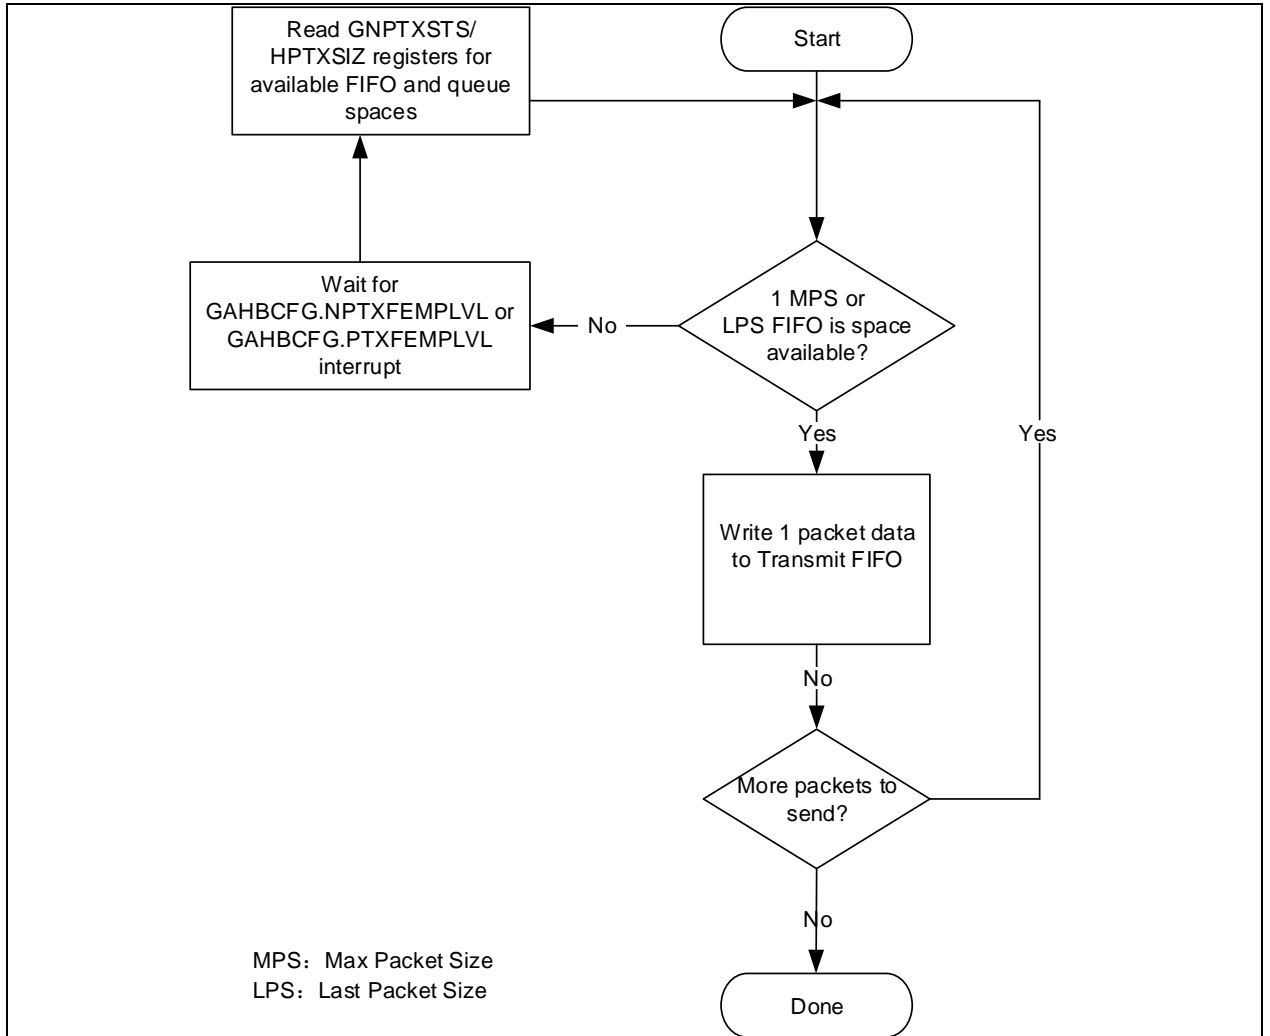 Read GNPTXSTS/
HPTXSIZ registers for
available FIFO and queue
spaces
Start
Wait for
GAHBCFG.NPTXFEMPLVL or
GAHBCFG.PTXFEMPLVL
interrupt
No
1 MPS or
LPS FIFO is space
available?
Yes
Yes
Write 1 packet data
to Transmit FIFO
No
More packets to
send?
No
MPS：Max Packet Size
LPS：Last Packet Size
Done